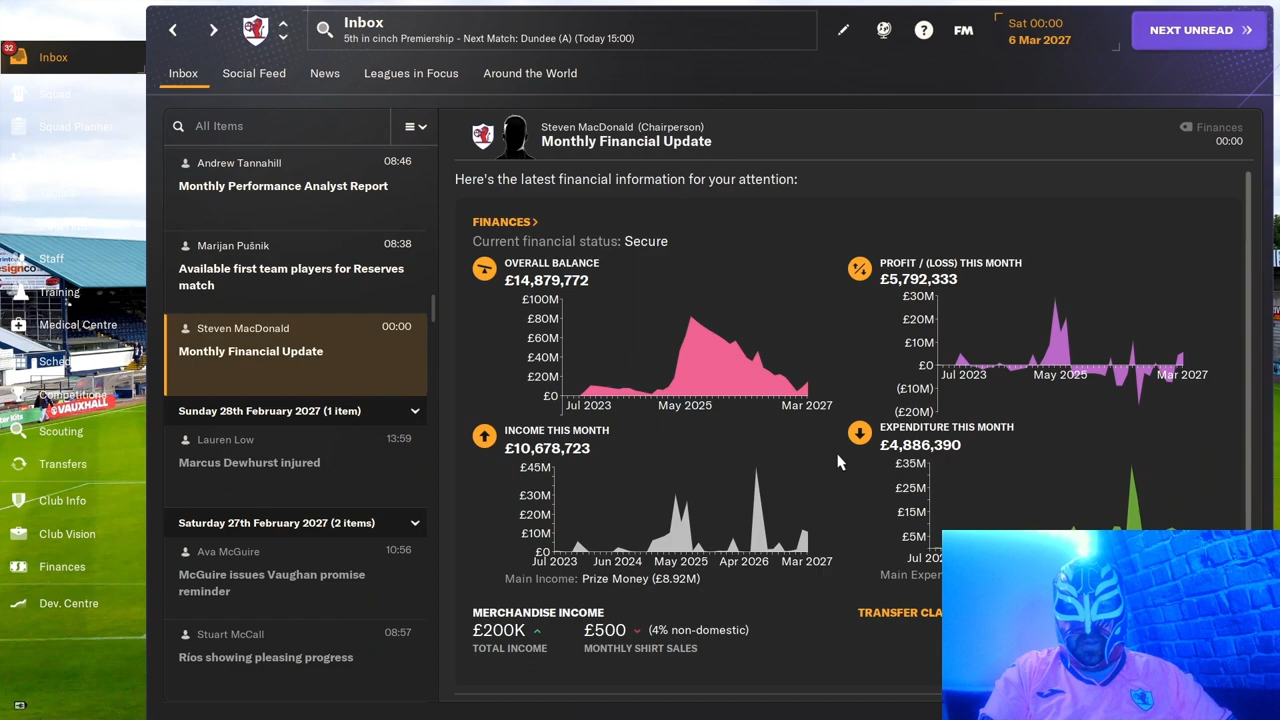 Inbox
5th in cinch Premiership - Next Match: Dundee (A) (Today 15:00)
FM
Sat 00:00
6 Mar 2027
NEXT UNREAD
32
Inbox
Squad
Squad Planner
Staff
Training
Medical Centre
Sched
Competitions
Scouting
Transfers
Club Info
Club Vision
Finances
Dev. Centre
VAUXHALL
Inbox
Social Feed
News
Leagues in Focus
Around the World
All Items
Andrew Tannahill
08:46
Monthly Performance Analyst Report
Marijan Pušnik
08:38
Available first team players for Reserves
match
Steven MacDonald
00:00
Monthly Financial Update
Sunday 28th February 2027 (1 item)
Lauren Low
13:59
Marcus Dewhurst injured
Saturday 27th February 2027 (2 items)
Ava McGuire
10:56
McGuire issues Vaughan promise
reminder
Stuart McCall
08:57
Ríos showing pleasing progress
Steven MacDonald (Chairperson)
Monthly Financial Update
Finances
00:00
Here's the latest financial information for your attention:
FINANCES>
Current financial status: Secure
OVERALL BALANCE
£14,879,772
£100M
£80M
£60M
£40M
£20M
£0
Jul 2023
May 2025
Mar 2027
PROFIT / (LOSS) THIS MONTH
£5,792,333
£30M
£20M
£10M
£0
(£10M)
(£20M)
Jul 2023
May 2025
Mar 2027
INCOME THIS MONTH
£10,678,723
£45M
£30M
£20M
£10M
£0
Jul 2023
Jun 2024
May 2025
Apr 2026
Mar 2027
Main Income: Prize Money (£8.92M)
EXPENDITURE THIS MONTH
£4,886,390
£35M
£25M
£15M
£5M
Jul 20
Main Expen
MERCHANDISE INCOME
£200K
TOTAL INCOME
£500
(4% non-domestic)
MONTHLY SHIRT SALES
TRANSFER CLA